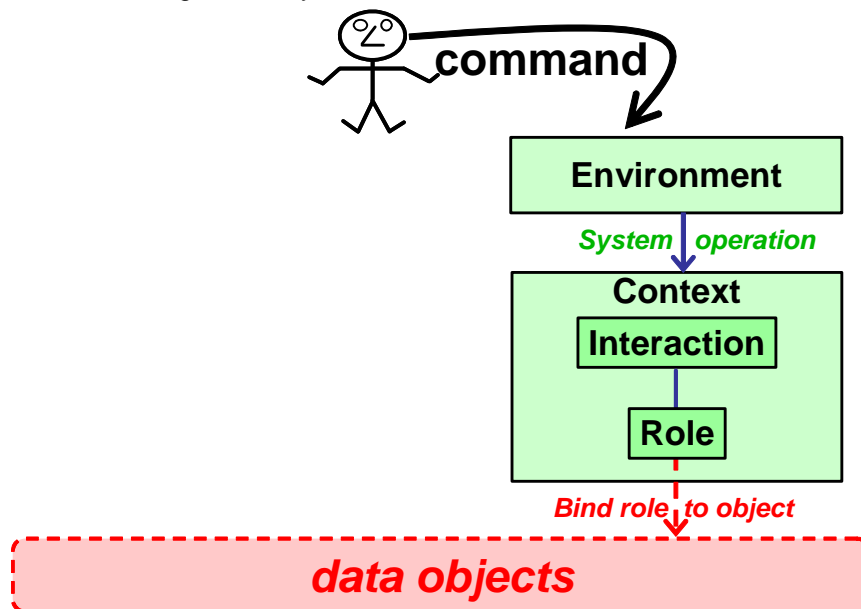 command
Environment
System operation
Context
Interaction
Role
Bind role to object
data objects